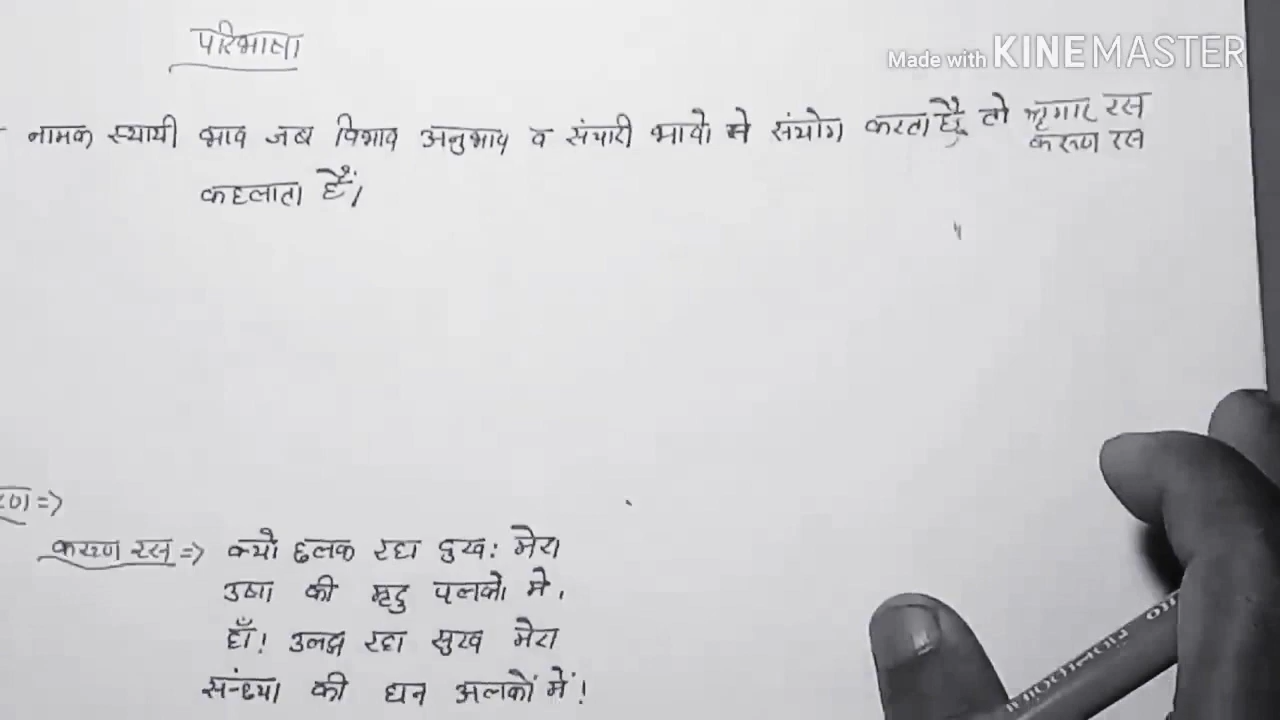 Made with KINEMASTER
परिभाषा
नामक स्थायी भाव जब विभाव अनुभाव व संचारी भावो से संयोग करता है तो श्रृंगार रस
करुण रस
कहलाता हैं।
करुण रस => क्यो छलक रहा दुख: मेरा
उषा की मृदु पलको मे,
हाँ! उलझ रहा सुख मेरा
सन्ध्या की घन अलकों में!